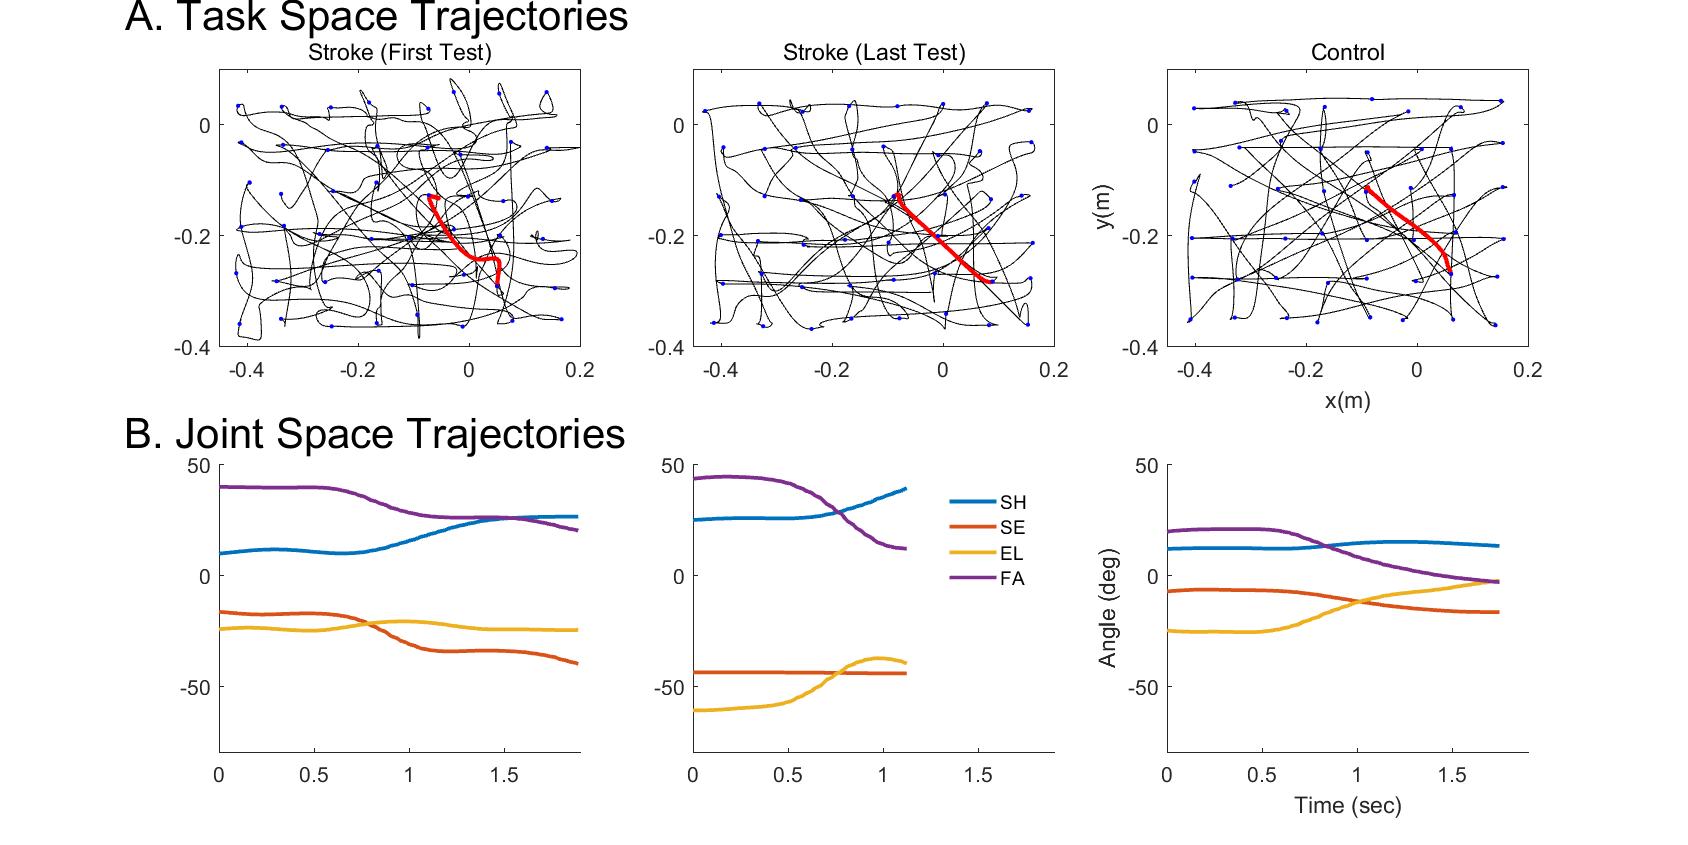 A. Task Space Trajectories
Stroke (First Test)
Stroke (Last Test)
Control
0
-0.2
-0.4
-0.4 -0.2 0 0.2
0
-0.2
-0.4
-0.4 -0.2 0 0.2
y(m)
0
-0.2
-0.4
-0.4 -0.2 0 0.2
x(m)
B. Joint Space Trajectories
50
0
-50
0 0.5 1 1.5
50
0
-50
0 0.5 1 1.5
SH
SE
EL
FA
Angle (deg)
50
0
-50
0 0.5 1 1.5
Time (sec)